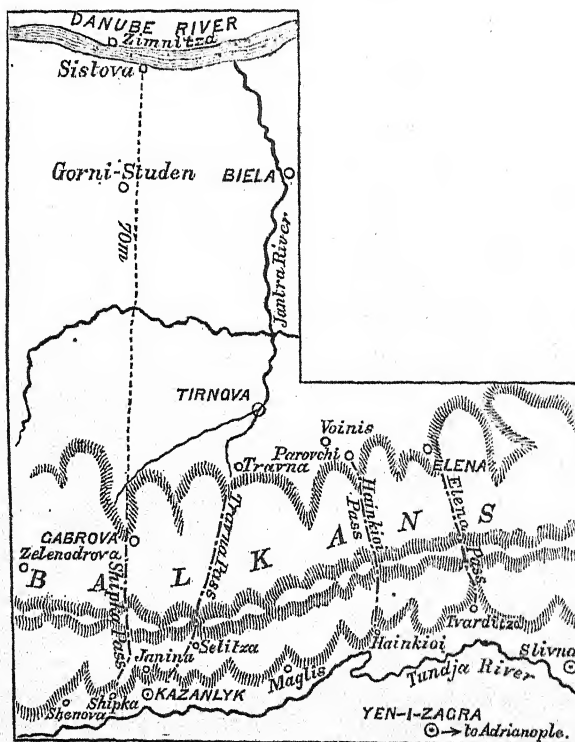 DANUBE RIVER
Zimnitza
Sistova
Gorni-Studen
BIELA
70m
Jantra River
TIRNOVA
Voinis
Parovchi
Travna
ELENA
Hainkioi
Pass
Elena
Pass
Travna Pass
GABROVA
Zelenodrova
BALKANS
Shipka Pass
Tvarditza
Selitza
Janina
Hainkioi
Slivno
Maglis
Tundja River
KAZANLYK
Shipka
Shenova
YEN-I-ZAGRA
→ to Adrianople.